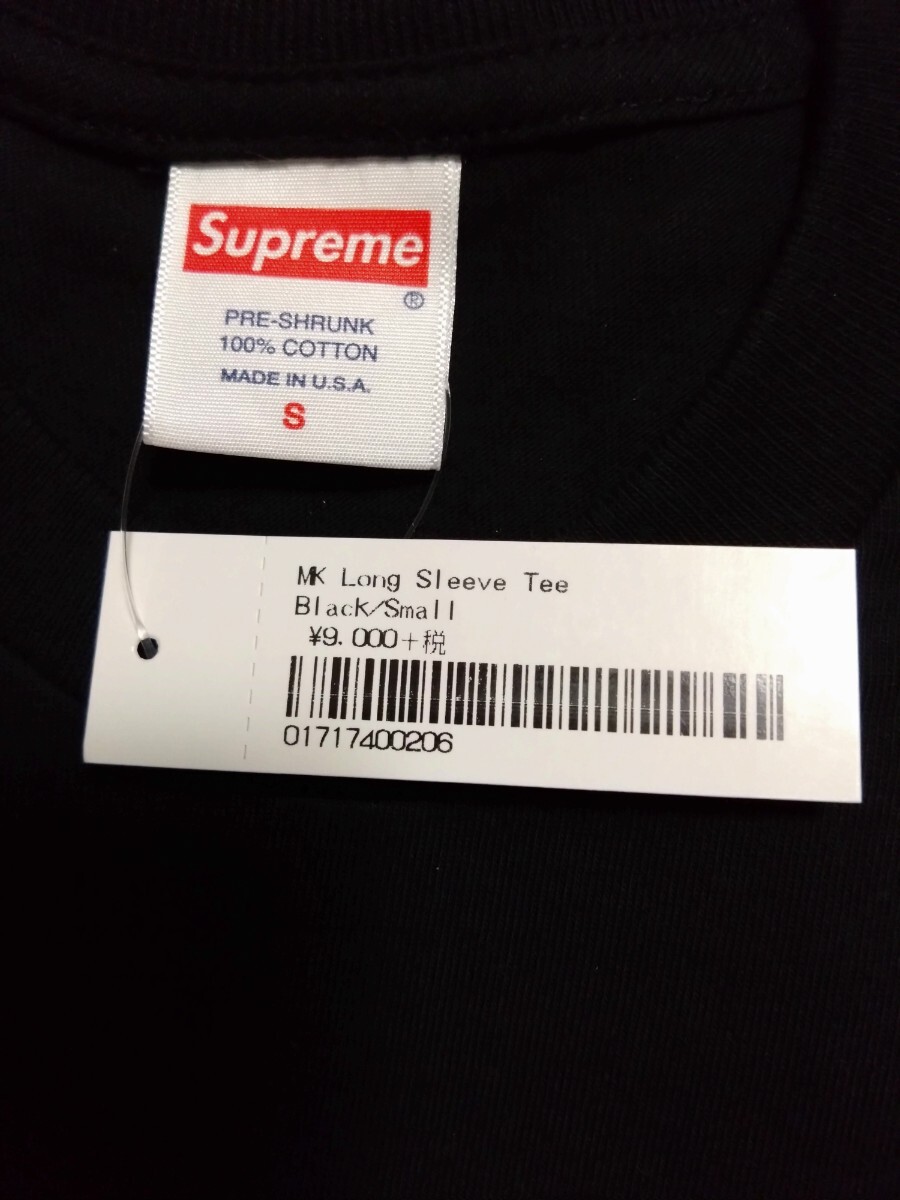 Supreme
®
PRE-SHRUNK
100% COTTON
MADE IN U.S.A.
S
MK Long Sleeve Tee
Black/Small
¥9.000+税
01717400206